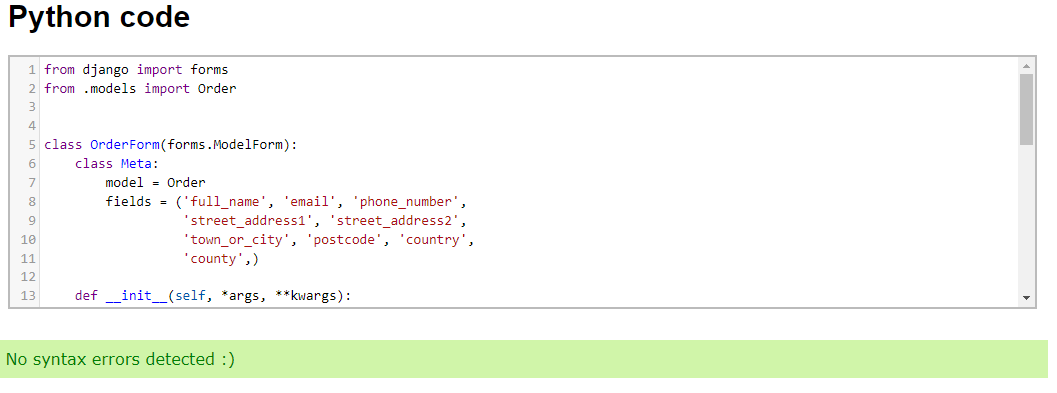 Python code
1 from django import forms
2 from .models import Order
3
4
5 class OrderForm(forms.ModelForm):
6     class Meta:
7         model = Order
8         fields = ('full_name', 'email', 'phone_number',
9                   'street_address1', 'street_address2',
10                   'town_or_city', 'postcode', 'country',
11                   'county',)
12
13     def __init__(self, *args, **kwargs):
No syntax errors detected :)